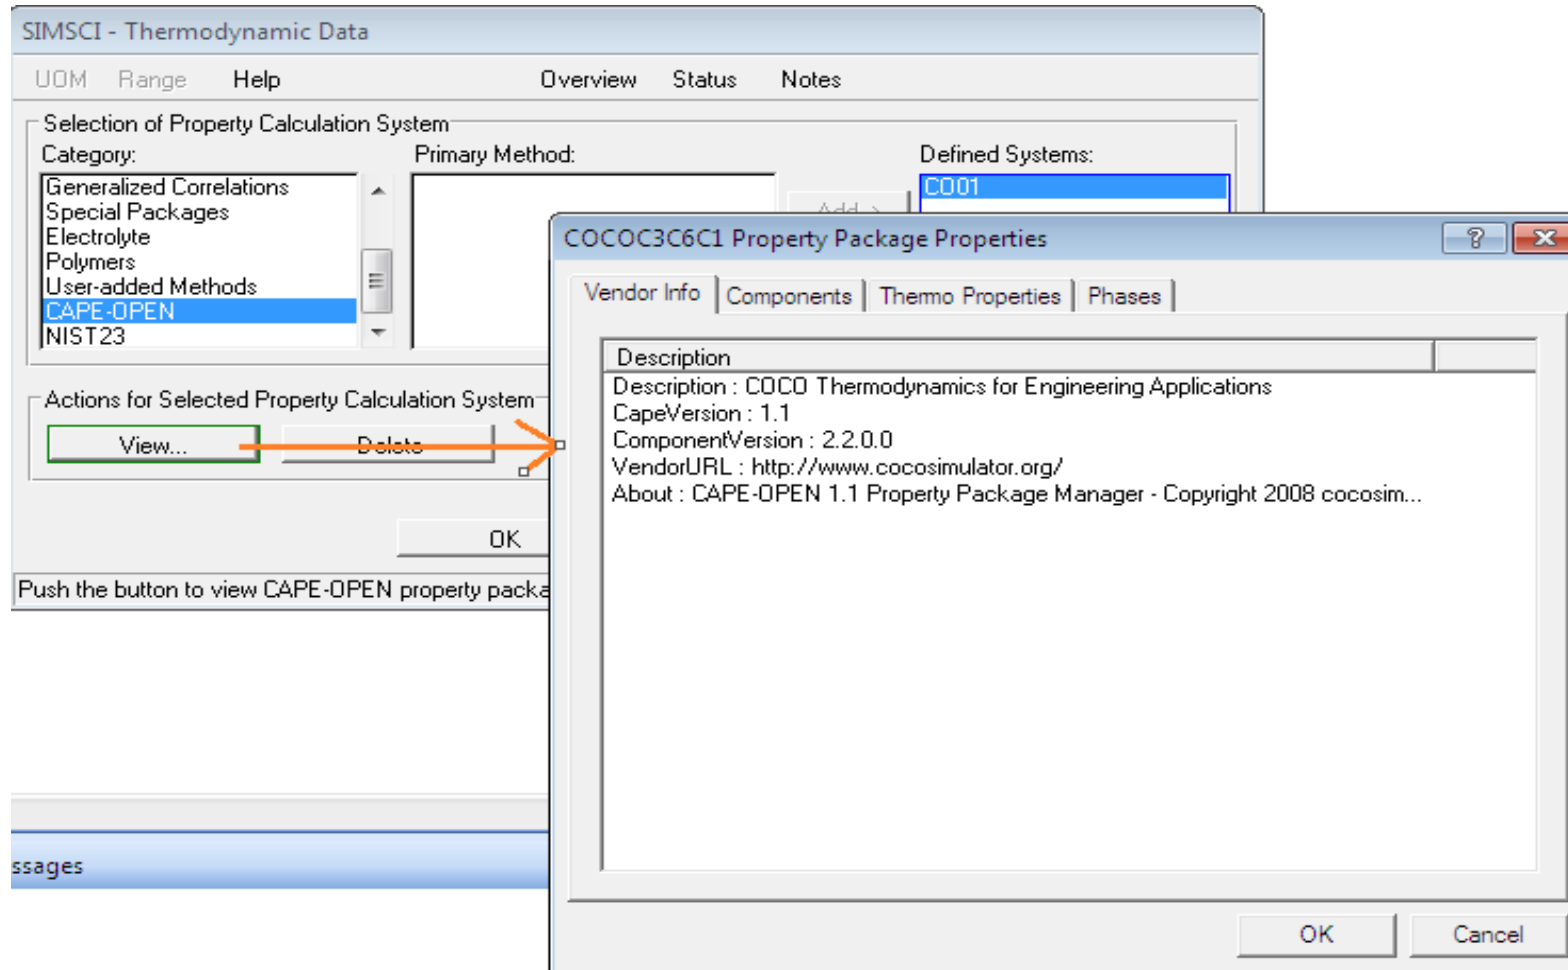 SIMSCI - Thermodynamic Data
UOM Range Help Overview Status Notes
Selection of Property Calculation System
Category: Primary Method: Defined Systems:
Generalized Correlations
Special Packages
Electrolyte
Polymers
User-added Methods
CAPE-OPEN
NIST23
Add ->
CO01
Actions for Selected Property Calculation System
View... Delete
OK
Push the button to view CAPE-OPEN property packa
ssages
COCOC3C6C1 Property Package Properties
Vendor Info Components Thermo Properties Phases
Description
Description : COCO Thermodynamics for Engineering Applications
CapeVersion : 1.1
ComponentVersion : 2.2.0.0
VendorURL : http://www.cocosimulator.org/
About : CAPE-OPEN 1.1 Property Package Manager - Copyright 2008 cocosim...
OK Cancel